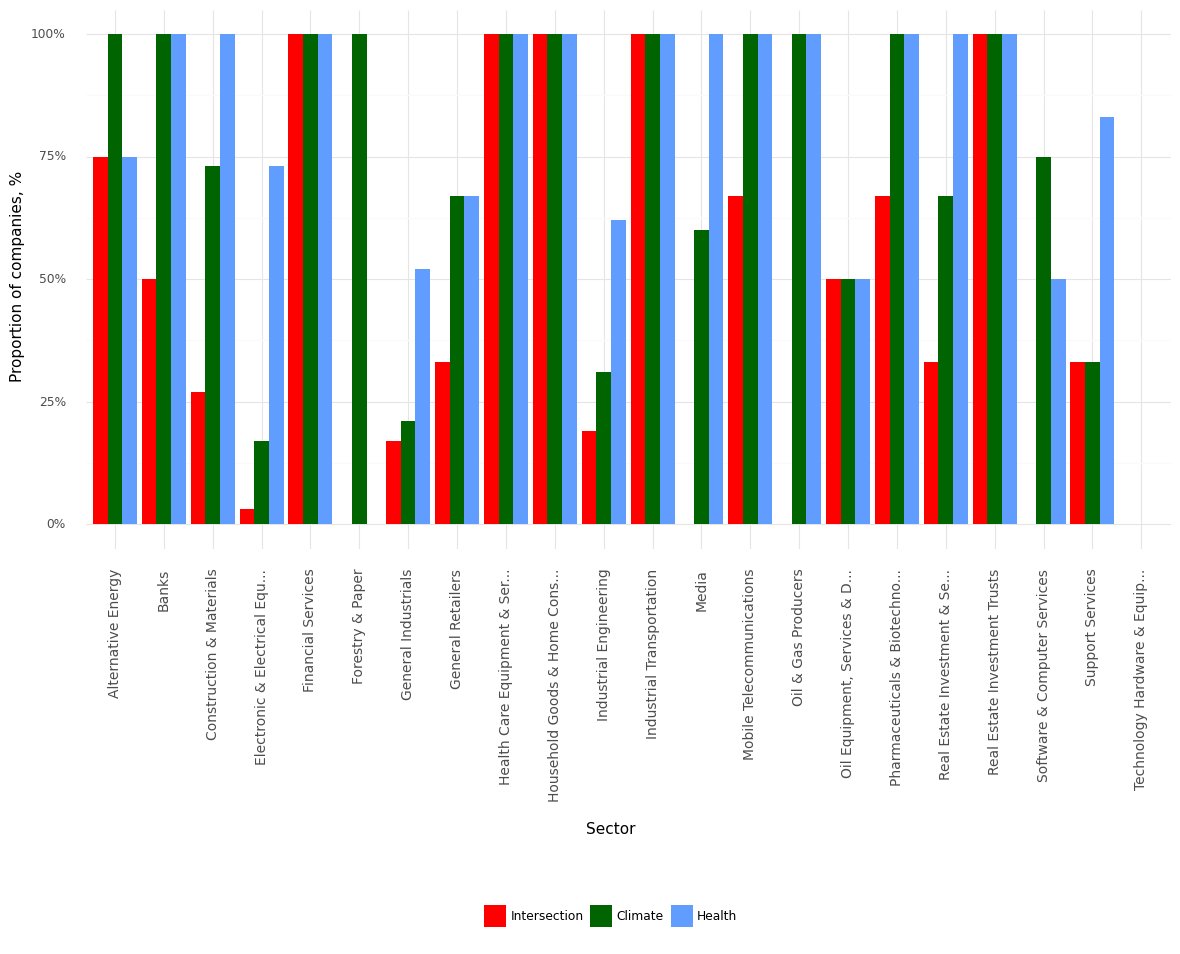 Proportion of companies, %
100%
75%
50%
25%
0%
Alternative Energy
Banks
Construction & Materials
Electronic & Electrical Equ...
Financial Services
Forestry & Paper
General Industrials
General Retailers
Health Care Equipment & Ser...
Household Goods & Home Cons...
Industrial Engineering
Industrial Transportation
Media
Mobile Telecommunications
Oil & Gas Producers
Oil Equipment, Services & D...
Pharmaceuticals & Biotechno...
Real Estate Investment & Se...
Real Estate Investment Trusts
Software & Computer Services
Support Services
Technology Hardware & Equip...
Sector
Intersection Climate Health